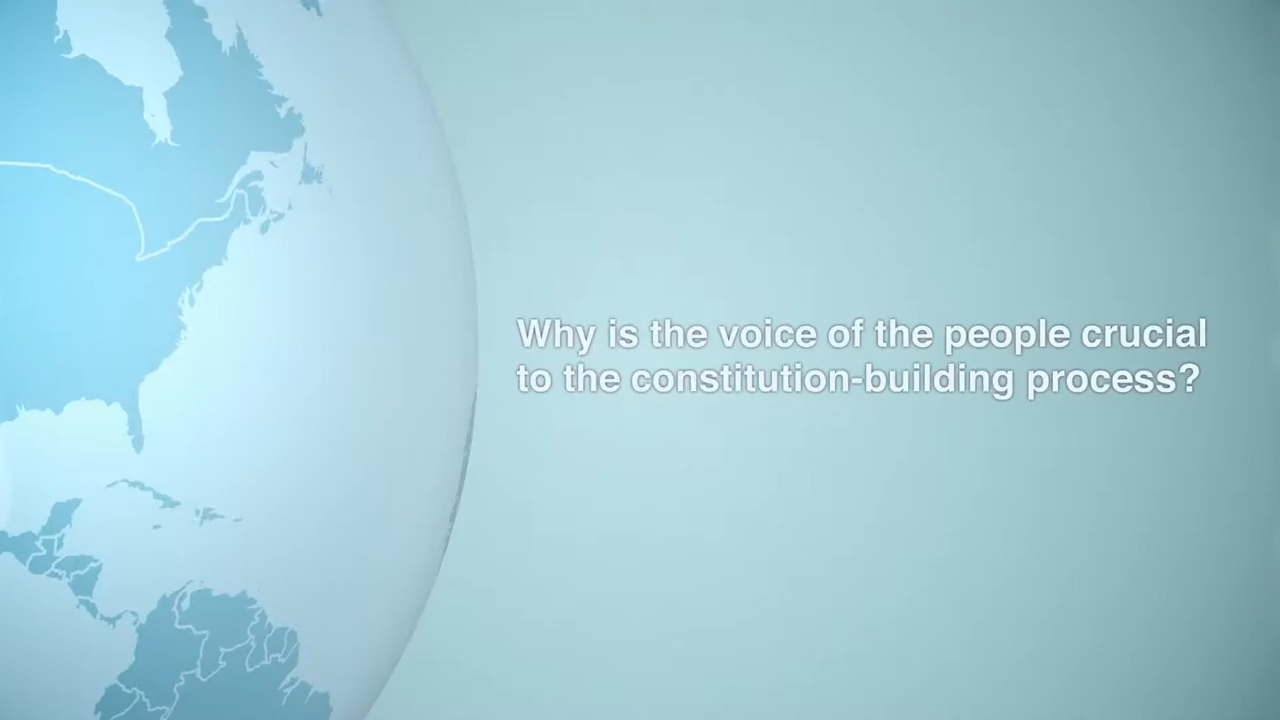 Why is the voice of the people crucial
to the constitution-building process?